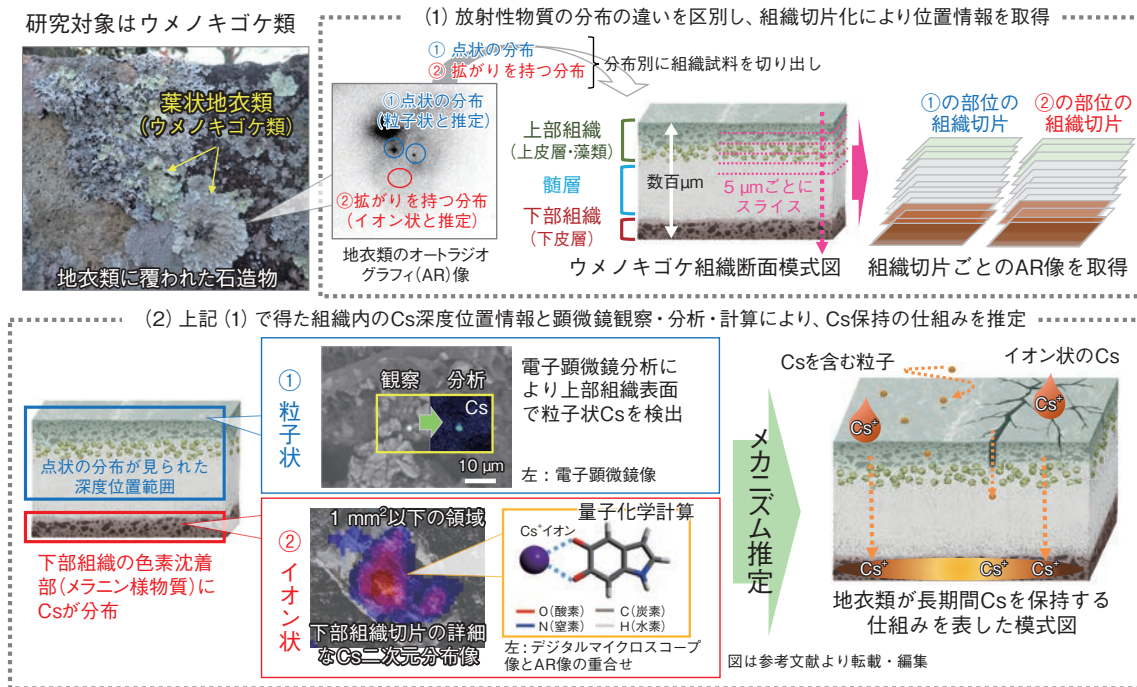 研究対象はウメノキゴケ類
葉状地衣類
(ウメノキゴケ類)
地衣類に覆われた石造物
(1) 放射性物質の分布の違いを区別し、組織切片化により位置情報を取得
① 点状の分布
② 拡がりを持つ分布
分布別に組織試料を切り出し
①点状の分布
(粒子状と推定)
②拡がりを持つ分布
(イオン状と推定)
地衣類のオートラジオ
グラフィ(AR)像
上部組織
(上皮層・藻類)
髄層
下部組織
(下皮層)
数百µm
5 µmごとに
スライス
ウメノキゴケ組織断面模式図
①の部位の
組織切片
②の部位の
組織切片
組織切片ごとのAR像を取得
(2) 上記 (1) で得た組織内のCs深度位置情報と顕微鏡観察・分析・計算により、Cs保持の仕組みを推定
点状の分布が見られた
深度位置範囲
下部組織の色素沈着
部(メラニン様物質)に
Csが分布
①粒子状
観察 分析
Cs
10 µm
電子顕微鏡分析に
より上部組織表面
で粒子状Csを検出
左:電子顕微鏡像
②イオン状
1 mm²以下の領域
下部組織切片の詳細
なCs二次元分布像
量子化学計算
Cs⁺イオン
O(酸素) C(炭素)
N(窒素) H(水素)
左:デジタルマイクロスコープ
像とAR像の重合せ
メカニズム推定
Csを含む粒子
イオン状のCs
Cs⁺
Cs⁺
Cs⁺ Cs⁺ Cs⁺
地衣類が長期間Csを保持する
仕組みを表した模式図
図は参考文献より転載・編集